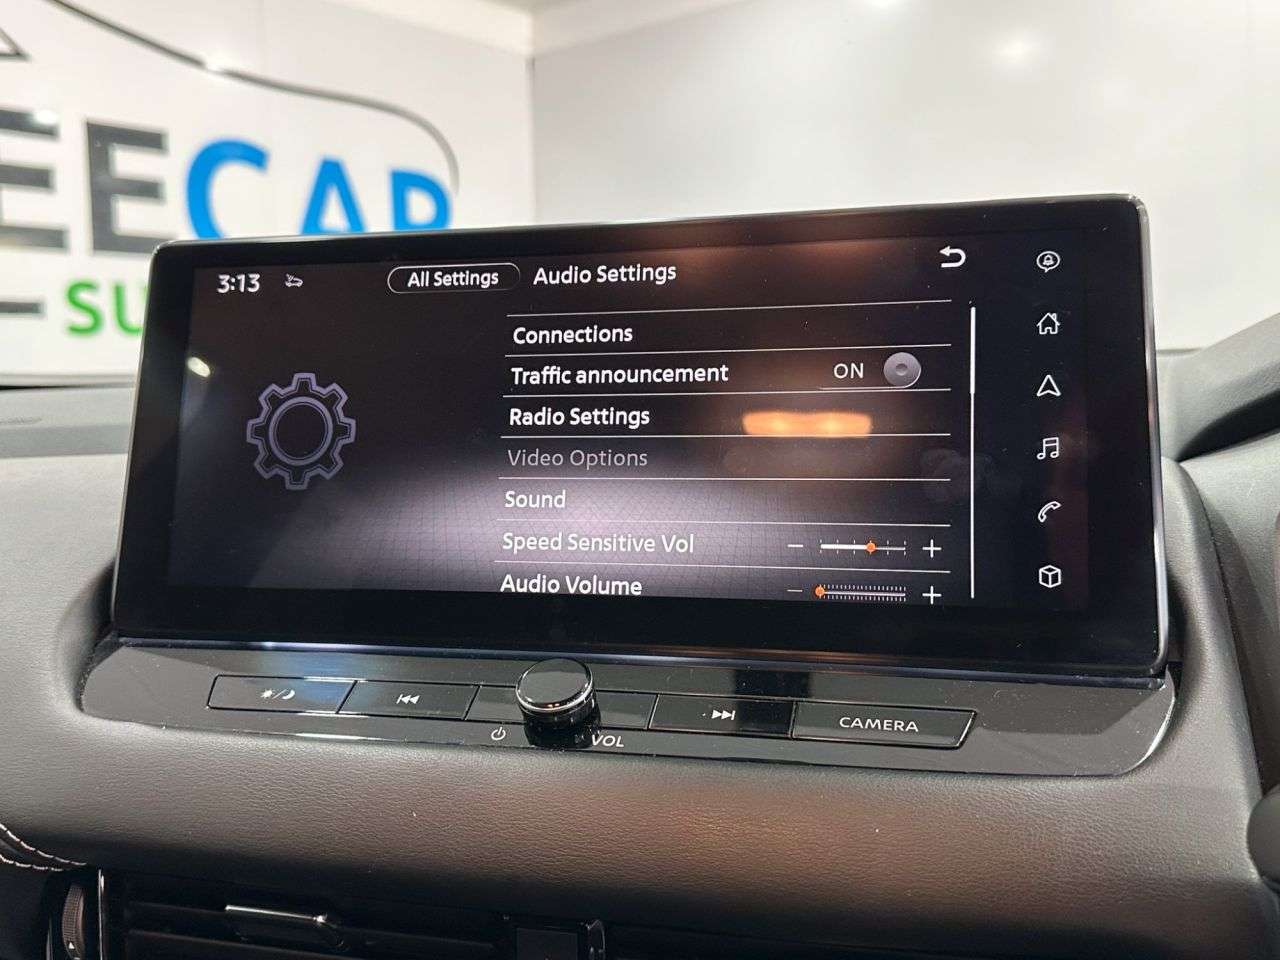 EECAR
SU
3:13
All Settings
Audio Settings
Connections
Traffic announcement ON
Radio Settings
Video Options
Sound
Speed Sensitive Vol
Audio Volume
VOL
CAMERA